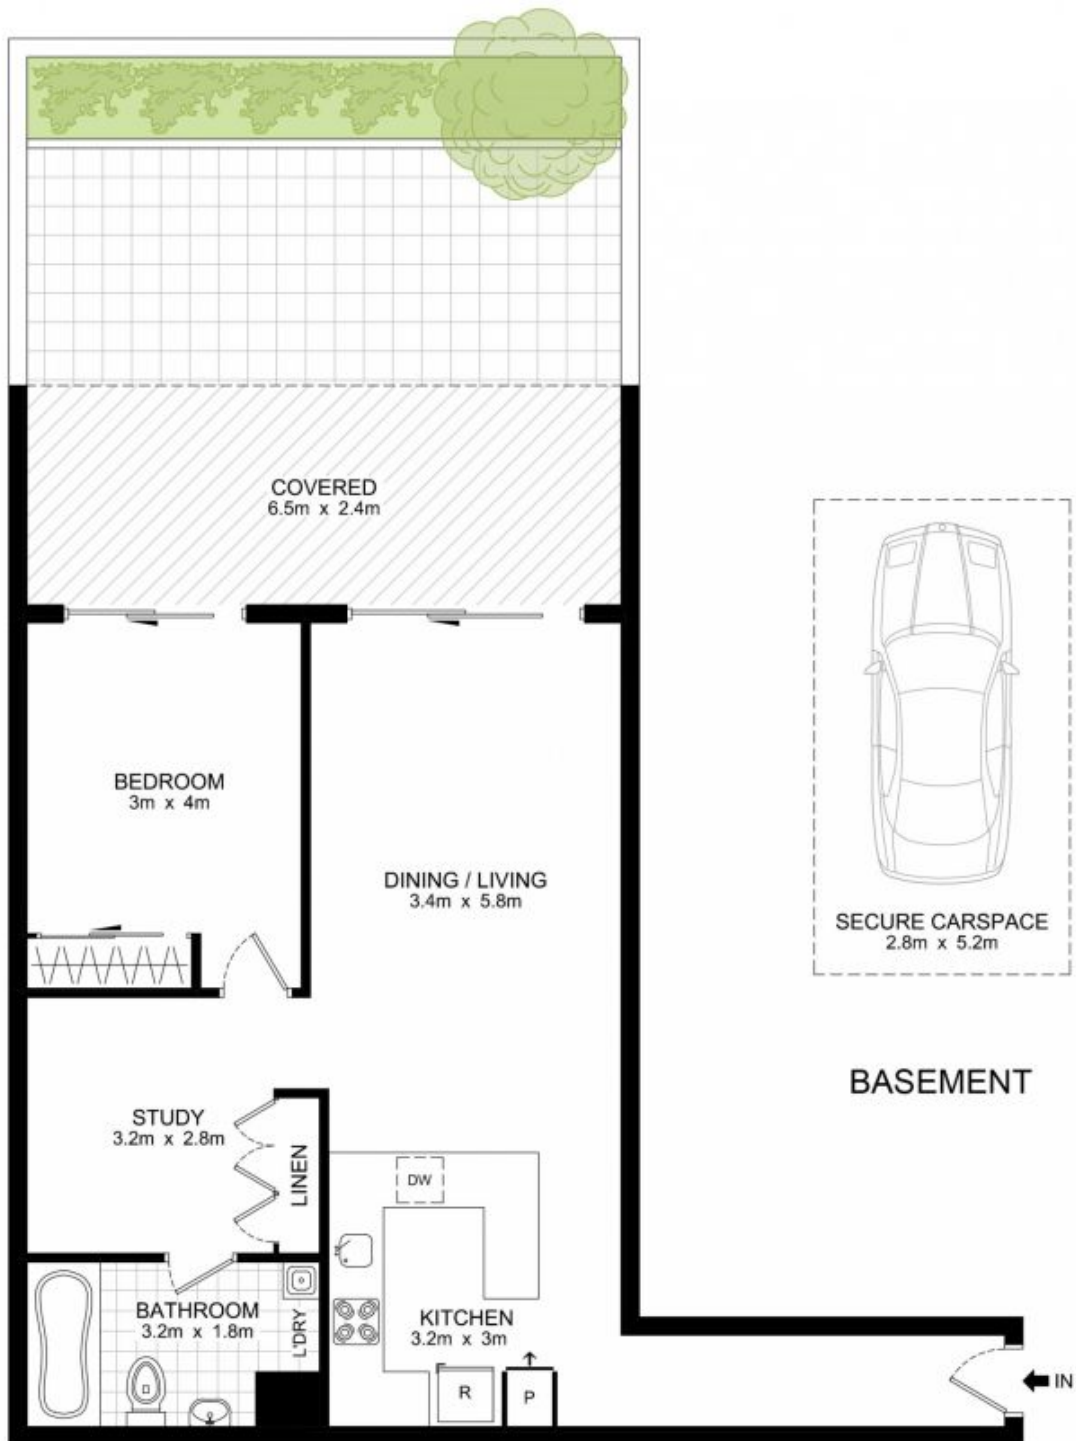 COVERED
6.5m x 2.4m
BEDROOM
3m x 4m
DINING / LIVING
3.4m x 5.8m
SECURE CARSPACE
2.8m x 5.2m
BASEMENT
STUDY
3.2m x 2.8m
LINEN
DW
BATHROOM
3.2m x 1.8m
L'DRY
KITCHEN
3.2m x 3m
R
P
IN